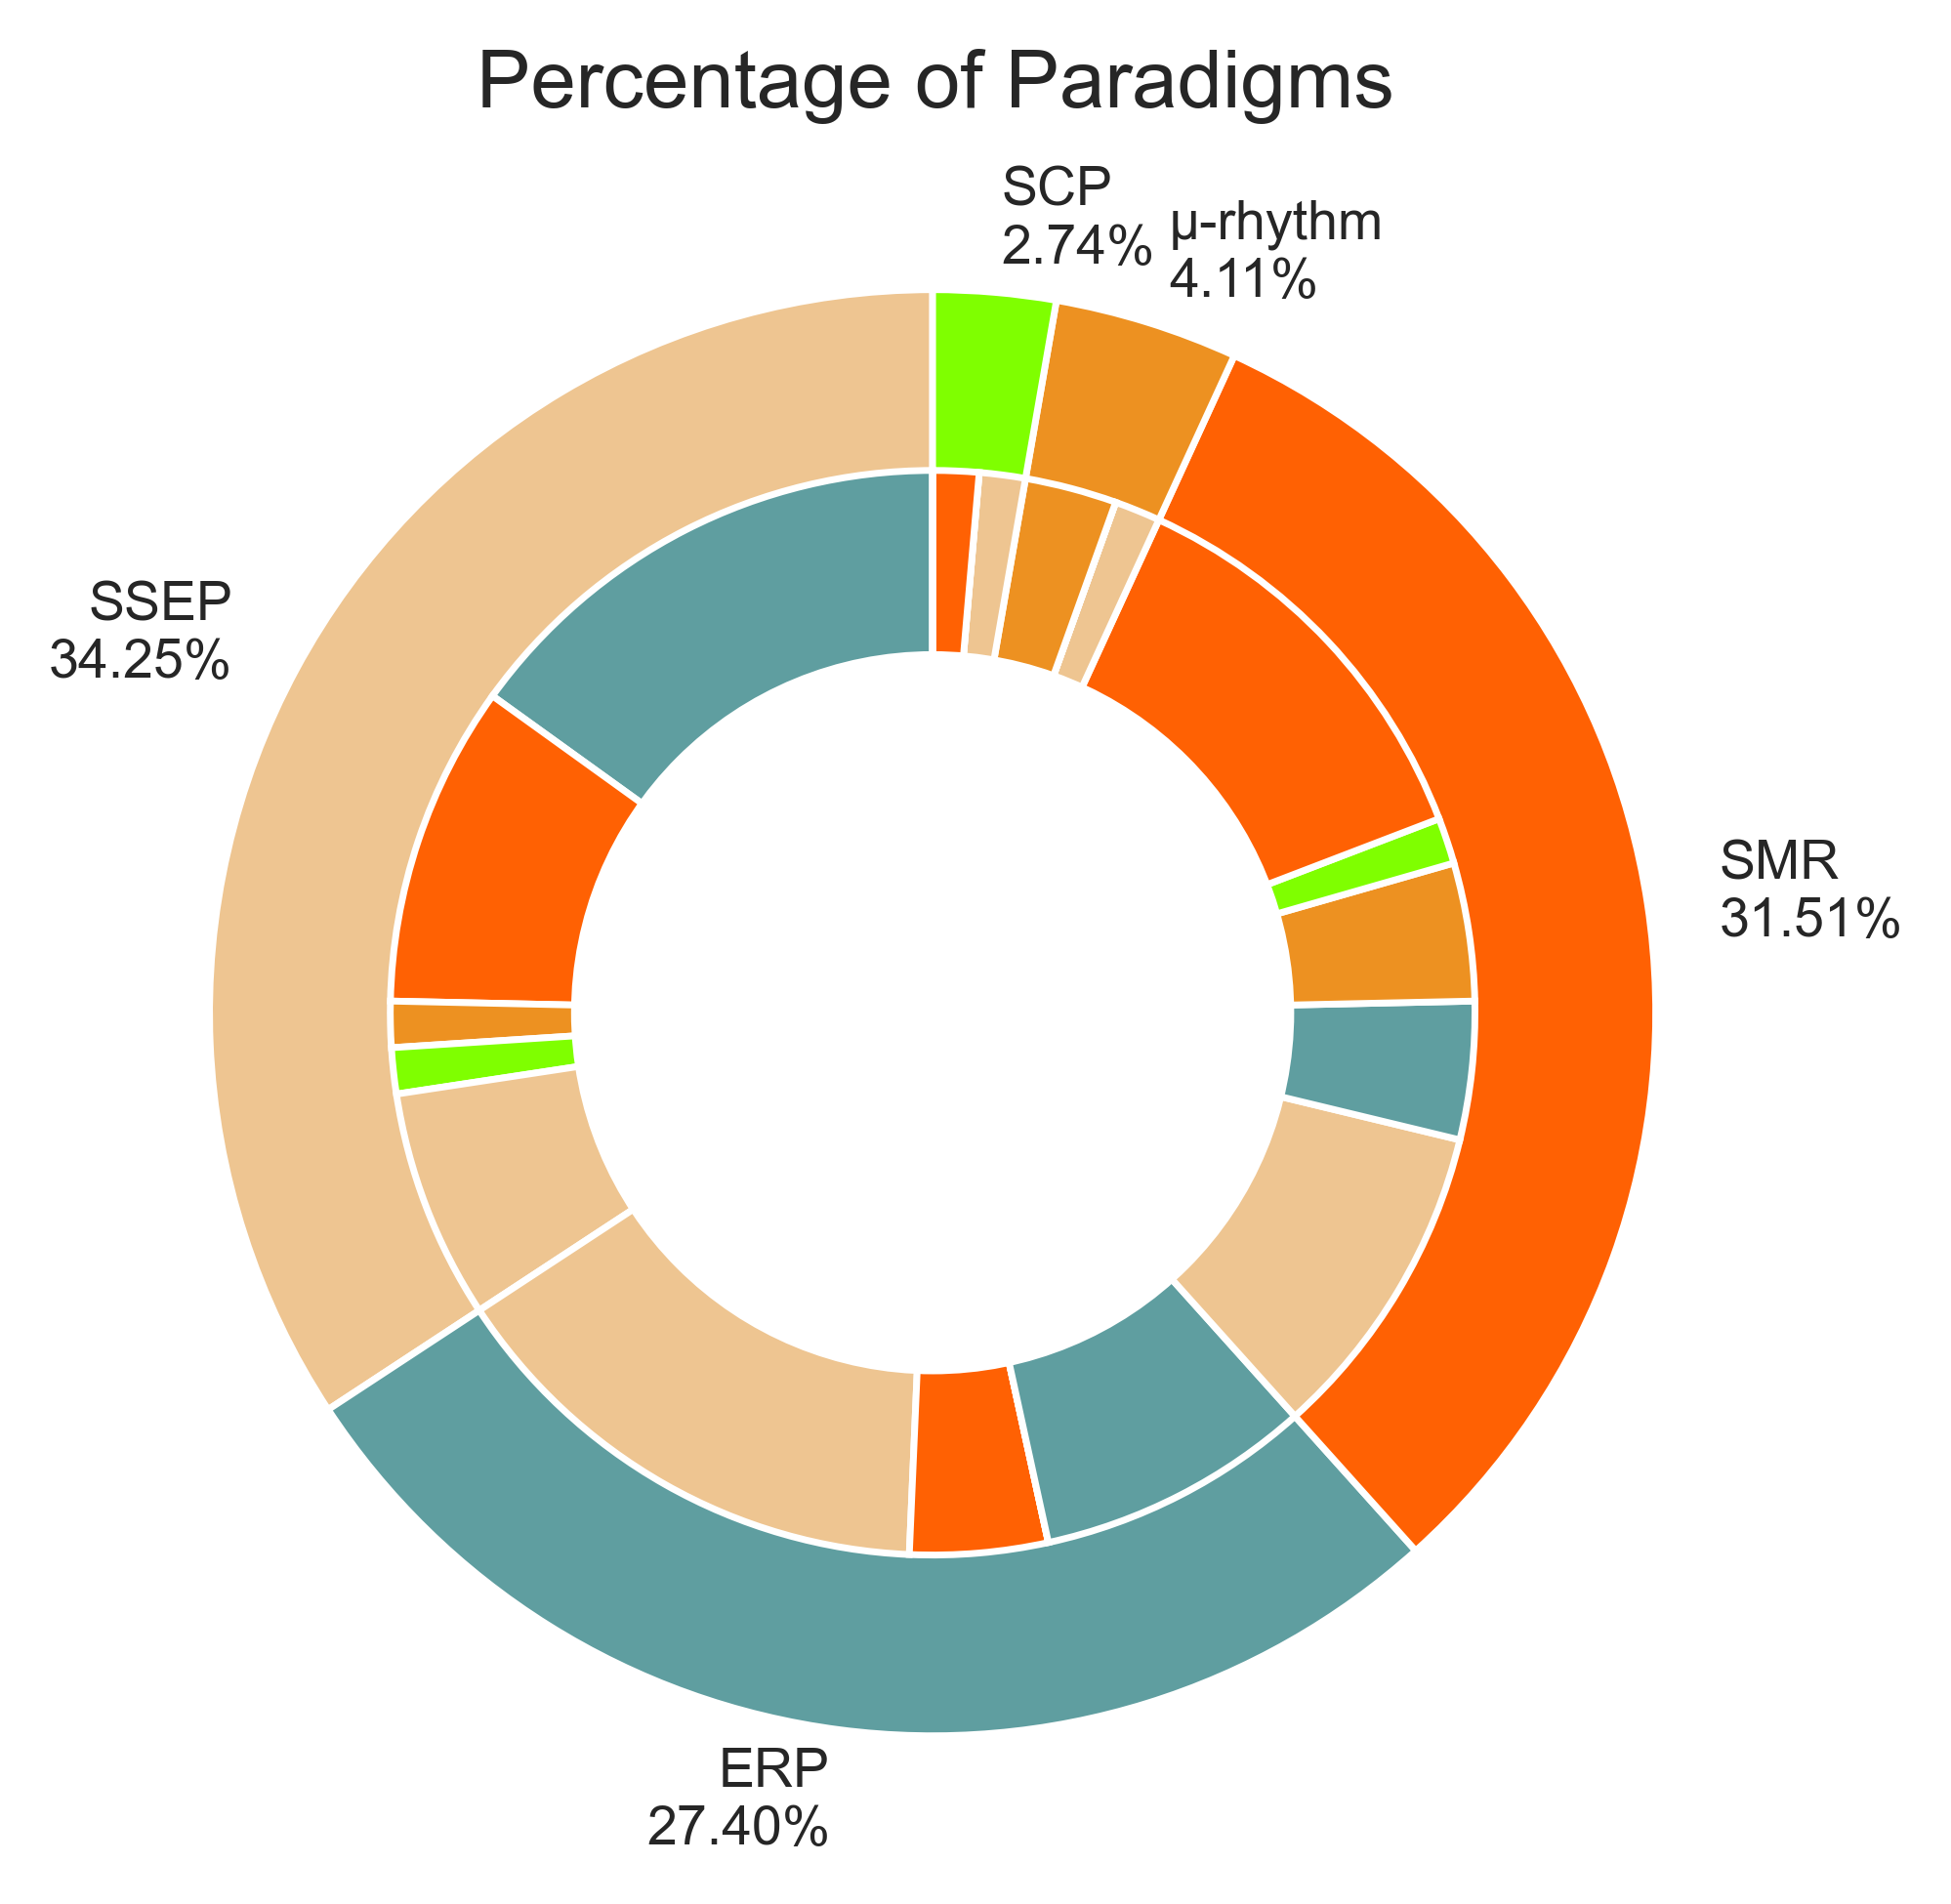 Percentage of Paradigms
SCP
2.74%
μ-rhythm
4.11%
SSEP
34.25%
SMR
31.51%
ERP
27.40%